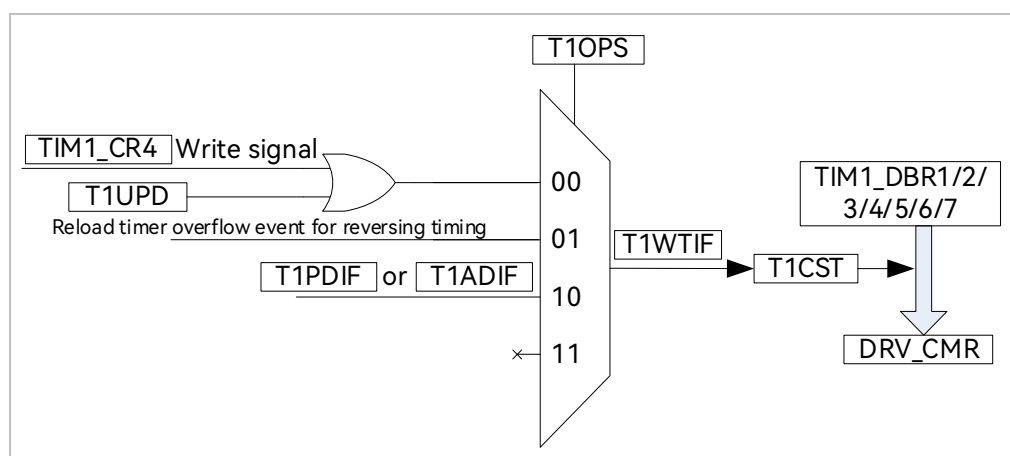 T1OPS
TIM1_CR4 Write signal
T1UPD
00
TIM1_DBR1/2/
3/4/5/6/7
Reload timer overflow event for reversing timing
01
T1WTIF
T1CST
T1PDIF or T1ADIF
10
11
DRV_CMR